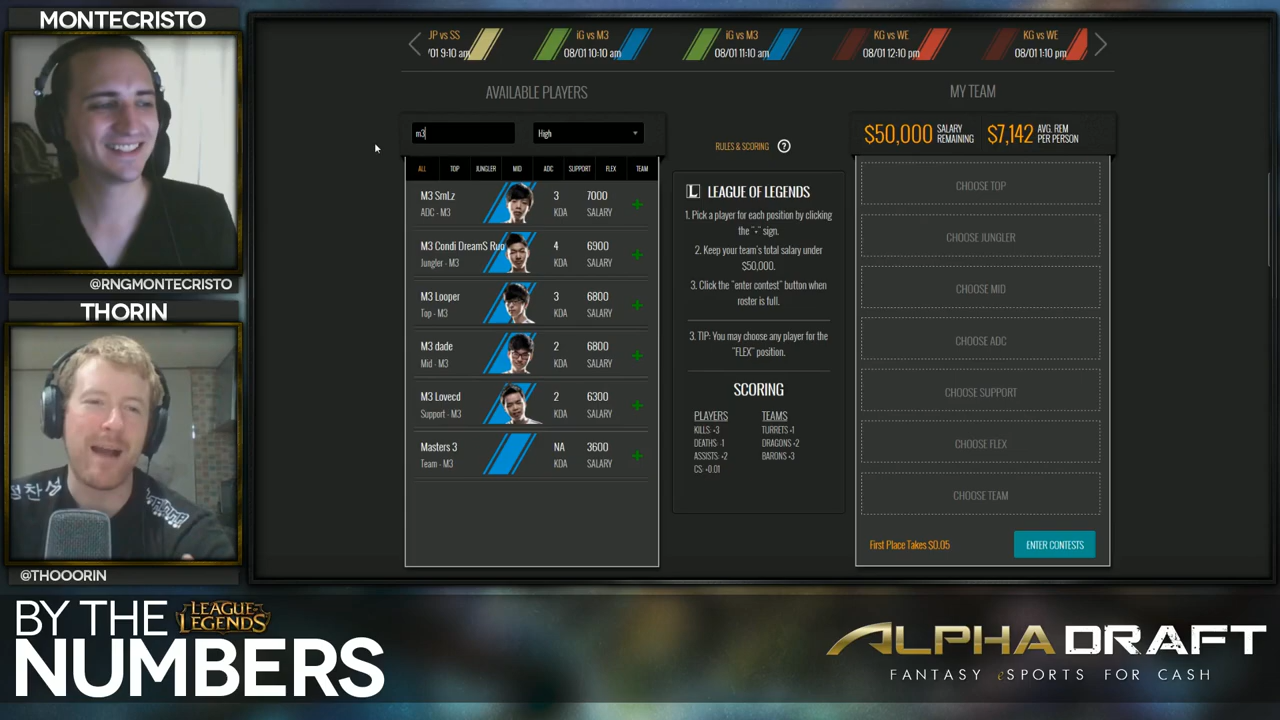 MONTECRISTO
@RNGMONTECRISTO
THORIN
@THOOORIN
JP vs SS
'01 9:10 am
iG vs M3
08/01 10:10 am
iG vs M3
08/01 11:10 am
KG vs WE
08/01 12:10 pm
KG vs WE
08/01 1:10 pm
AVAILABLE PLAYERS
m3
High
ALL TOP JUNGLER MID ADC SUPPORT FLEX TEAM
M3 SmLz 3 7000
ADC - M3 KDA SALARY
M3 Condi DreamS Ruo 4 6900
Jungler - M3 KDA SALARY
M3 Looper 3 6800
Top - M3 KDA SALARY
M3 dade 2 6800
Mid - M3 KDA SALARY
M3 Lovecd 2 6300
Support - M3 KDA SALARY
Masters 3 NA 3600
Team - M3 KDA SALARY
RULES & SCORING ?
L LEAGUE OF LEGENDS
1. Pick a player for each position by clicking
the "+" sign.
2. Keep your team's total salary under
$50,000.
3. Click the "enter contest" button when
roster is full.
3. TIP: You may choose any player for the
"FLEX" position.
SCORING
PLAYERS
KILLS: +3
DEATHS: -1
ASSISTS: +2
CS: +0.01
TEAMS
TURRETS +1
DRAGONS +2
BARONS: +3
MY TEAM
$50,000 SALARY REMAINING
$7,142 AVG. REM PER PERSON
CHOOSE TOP
CHOOSE JUNGLER
CHOOSE MID
CHOOSE ADC
CHOOSE SUPPORT
CHOOSE FLEX
CHOOSE TEAM
First Place Takes $0.05
ENTER CONTESTS
BY THE
LEAGUE OF
LEGENDS
NUMBERS
ALPHADRAFT
FANTASY eSPORTS FOR CASH